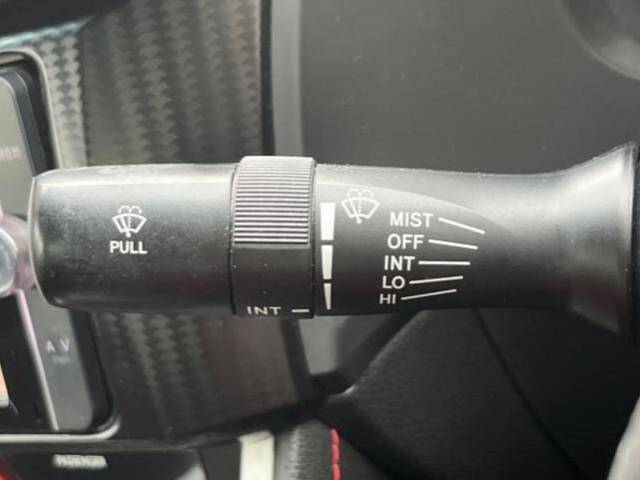 PULL
MIST
OFF
INT
LO
HI
INT